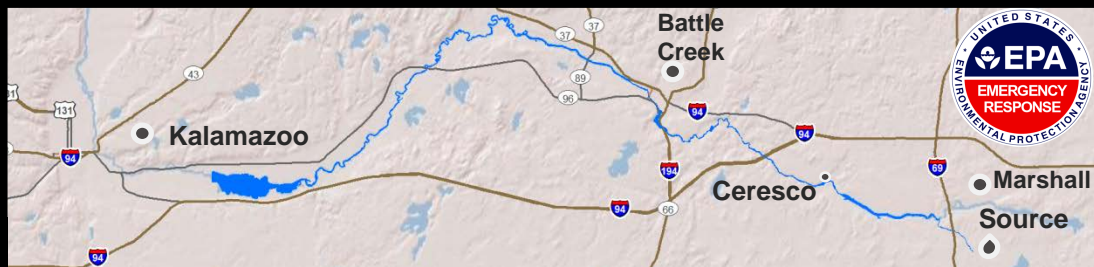 Battle
Creek
37
37
UNITED STATES
ENVIRONMENTAL PROTECTION AGENCY
EPA
EMERGENCY
RESPONSE
43
89
96
131
94
Kalamazoo
94
94
94
194
69
Ceresco
Marshall
94
66
Source
94